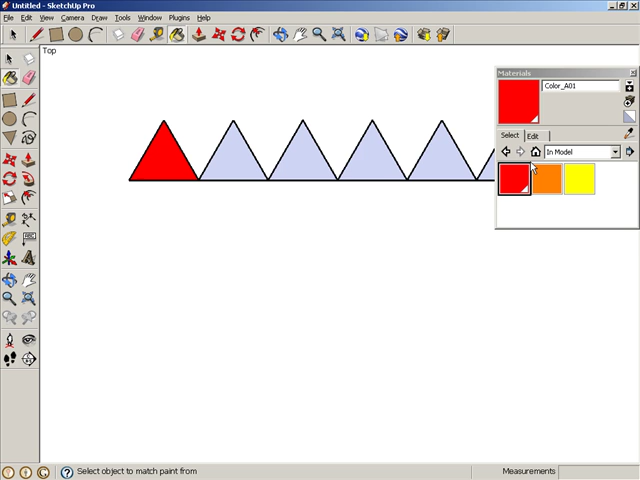 Untitled - SketchUp Pro
File Edit View Camera Draw Tools Window Plugins Help
Top
Materials
Color_A01
Select Edit
In Model
Select object to match paint from
Measurements